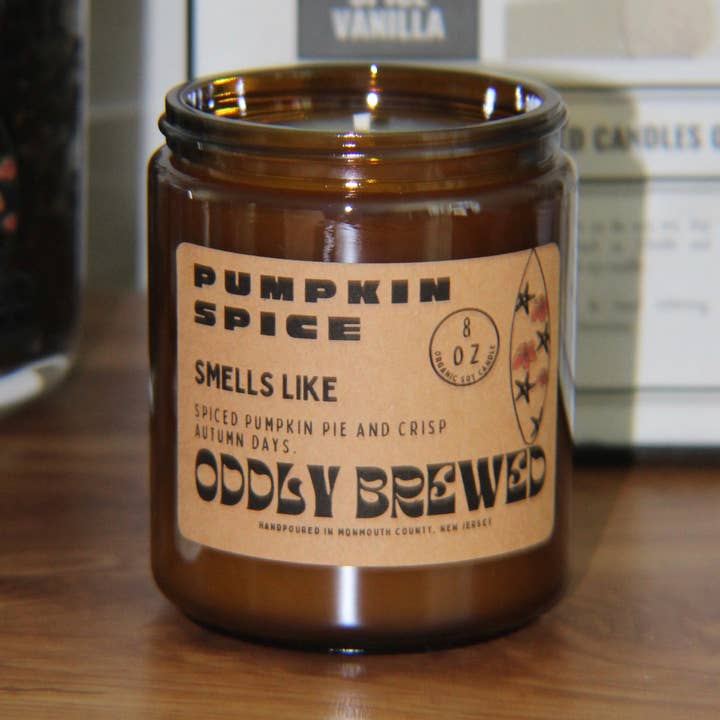 VANILLA
CANDLES
PUMPKIN
SPICE
8
OZ
ORGANIC SOY CANDLE
SMELLS LIKE
SPICED PUMPKIN PIE AND CRISP
AUTUMN DAYS.
ODDLY BREWED
HANDPOURED IN MONMOUTH COUNTY, NEW JERSEY